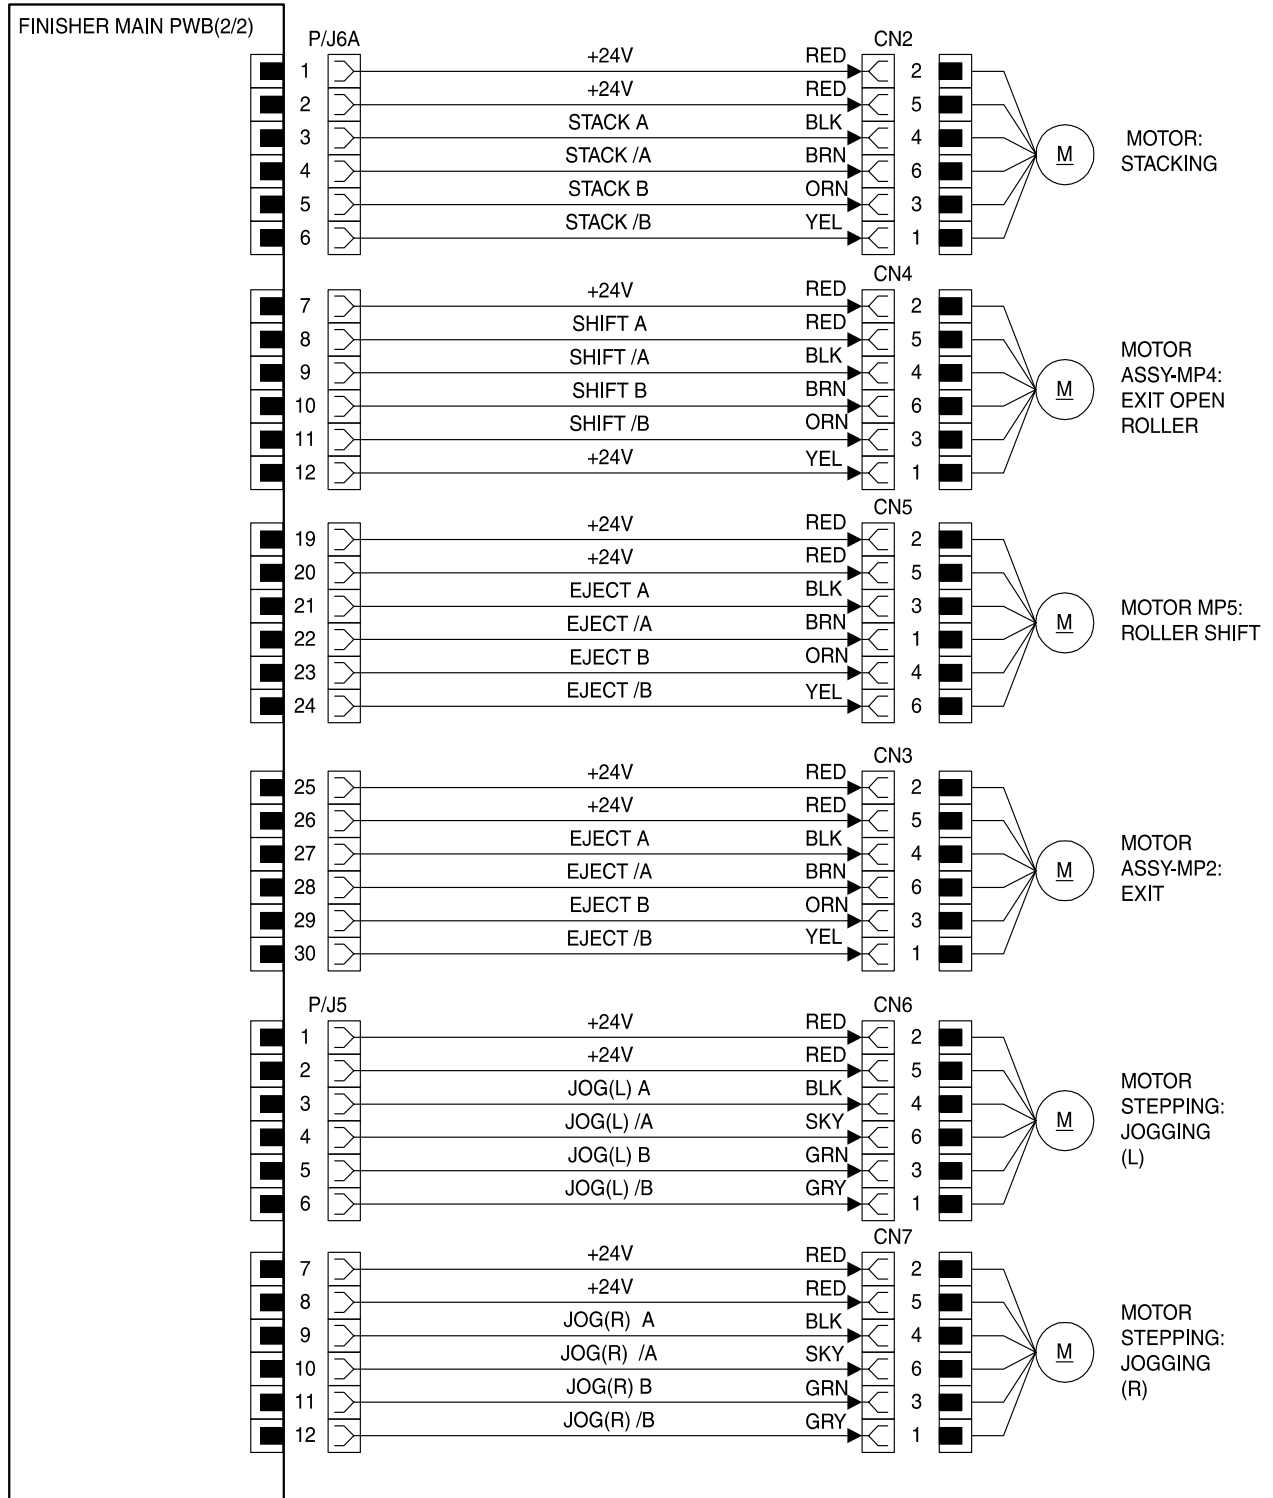 FINISHER MAIN PWB(2/2)
P/J6A CN2
1 +24V RED 2
2 +24V RED 5
3 STACK A BLK 4
4 STACK /A BRN 6
5 STACK B ORN 3
6 STACK /B YEL 1
M
MOTOR:
STACKING
CN4
7 +24V RED 2
8 SHIFT A RED 5
9 SHIFT /A BLK 4
10 SHIFT B BRN 6
11 SHIFT /B ORN 3
12 +24V YEL 1
M
MOTOR
ASSY-MP4:
EXIT OPEN
ROLLER
CN5
19 +24V RED 2
20 +24V RED 5
21 EJECT A BLK 3
22 EJECT /A BRN 1
23 EJECT B ORN 4
24 EJECT /B YEL 6
M
MOTOR MP5:
ROLLER SHIFT
CN3
25 +24V RED 2
26 +24V RED 5
27 EJECT A BLK 4
28 EJECT /A BRN 6
29 EJECT B ORN 3
30 EJECT /B YEL 1
M
MOTOR
ASSY-MP2:
EXIT
P/J5 CN6
1 +24V RED 2
2 +24V RED 5
3 JOG(L) A BLK 4
4 JOG(L) /A SKY 6
5 JOG(L) B GRN 3
6 JOG(L) /B GRY 1
M
MOTOR
STEPPING:
JOGGING
(L)
CN7
7 +24V RED 2
8 +24V RED 5
9 JOG(R) A BLK 4
10 JOG(R) /A SKY 6
11 JOG(R) B GRN 3
12 JOG(R) /B GRY 1
M
MOTOR
STEPPING:
JOGGING
(R)